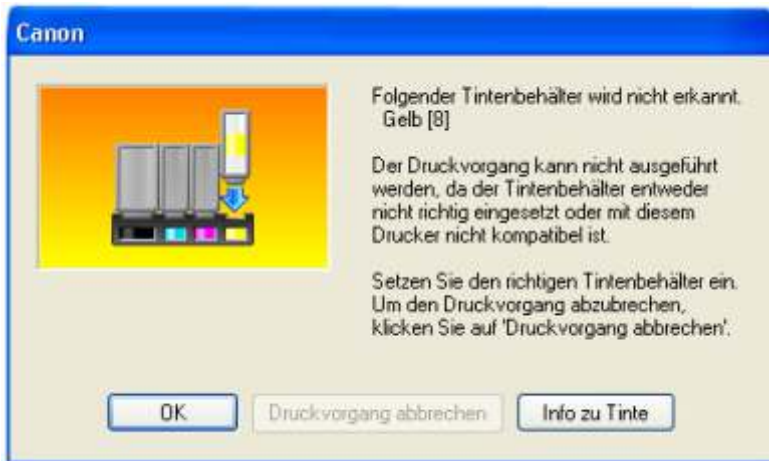 Canon
Folgender Tintenbehälter wird nicht erkannt.
Gelb [8]
Der Druckvorgang kann nicht ausgeführt
werden, da der Tintenbehälter entweder
nicht richtig eingesetzt oder mit diesem
Drucker nicht kompatibel ist.
Setzen Sie den richtigen Tintenbehälter ein.
Um den Druckvorgang abzubrechen,
klicken Sie auf 'Druckvorgang abbrechen'.
OK
Druckvorgang abbrechen
Info zu Tinte